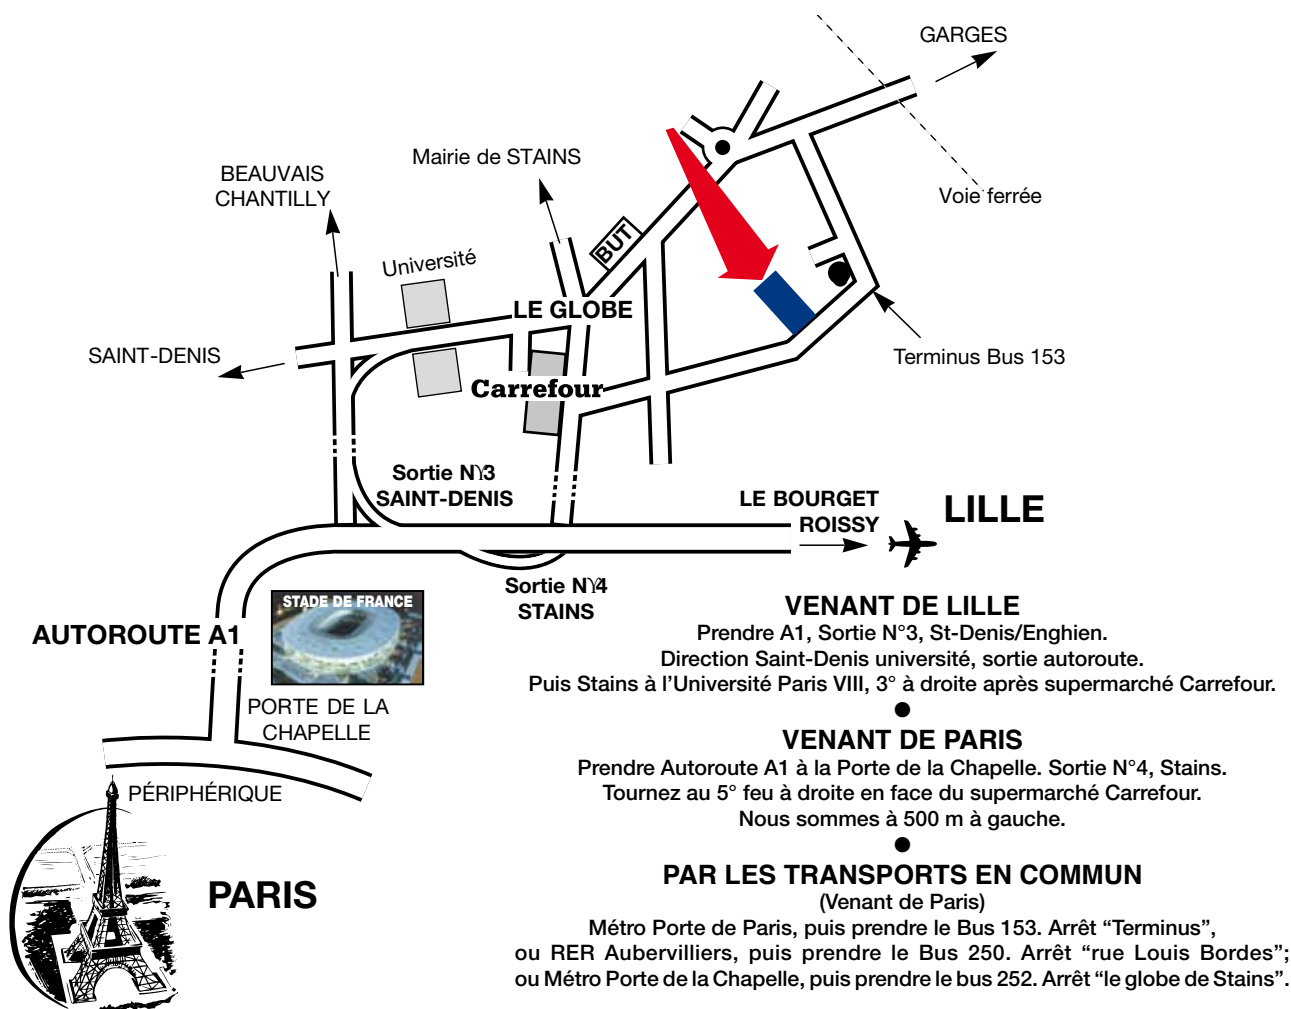 GARGES
Mairie de STAINS
BEAUVAIS
CHANTILLY
Voie ferrée
BUT
Université
LE GLOBE
SAINT-DENIS
Terminus Bus 153
Carrefour
Sortie N°3
SAINT-DENIS
LE BOURGET
ROISSY
LILLE
Sortie N°4
STAINS
STADE DE FRANCE
AUTOROUTE A1
PORTE DE LA
CHAPELLE
PÉRIPHÉRIQUE
PARIS
VENANT DE LILLE
Prendre A1, Sortie N°3, St-Denis/Enghien.
Direction Saint-Denis université, sortie autoroute.
Puis Stains à l'Université Paris VIII, 3° à droite après supermarché Carrefour.
VENANT DE PARIS
Prendre Autoroute A1 à la Porte de la Chapelle. Sortie N°4, Stains.
Tournez au 5° feu à droite en face du supermarché Carrefour.
Nous sommes à 500 m à gauche.
PAR LES TRANSPORTS EN COMMUN
(Venant de Paris)
Métro Porte de Paris, puis prendre le Bus 153. Arrêt “Terminus”,
ou RER Aubervilliers, puis prendre le Bus 250. Arrêt “rue Louis Bordes”;
ou Métro Porte de la Chapelle, puis prendre le bus 252. Arrêt “le globe de Stains”.